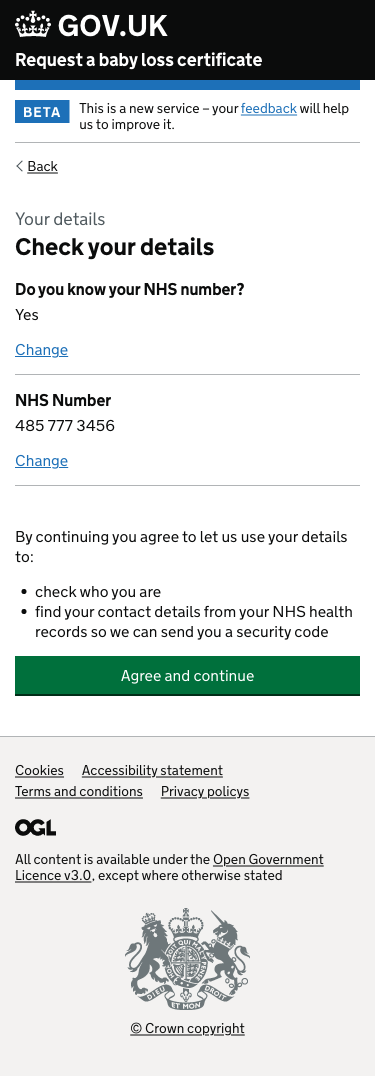 GOV.UK
Request a baby loss certificate
BETA
This is a new service – your feedback will help
us to improve it.
Back
Your details
Check your details
Do you know your NHS number?
Yes
Change
NHS Number
485 777 3456
Change
By continuing you agree to let us use your details
to:
• check who you are
• find your contact details from your NHS health
records so we can send you a security code
Agree and continue
Cookies Accessibility statement
Terms and conditions Privacy policys
OGL
All content is available under the Open Government
Licence v3.0, except where otherwise stated
DIEU ET MON DROIT
© Crown copyright